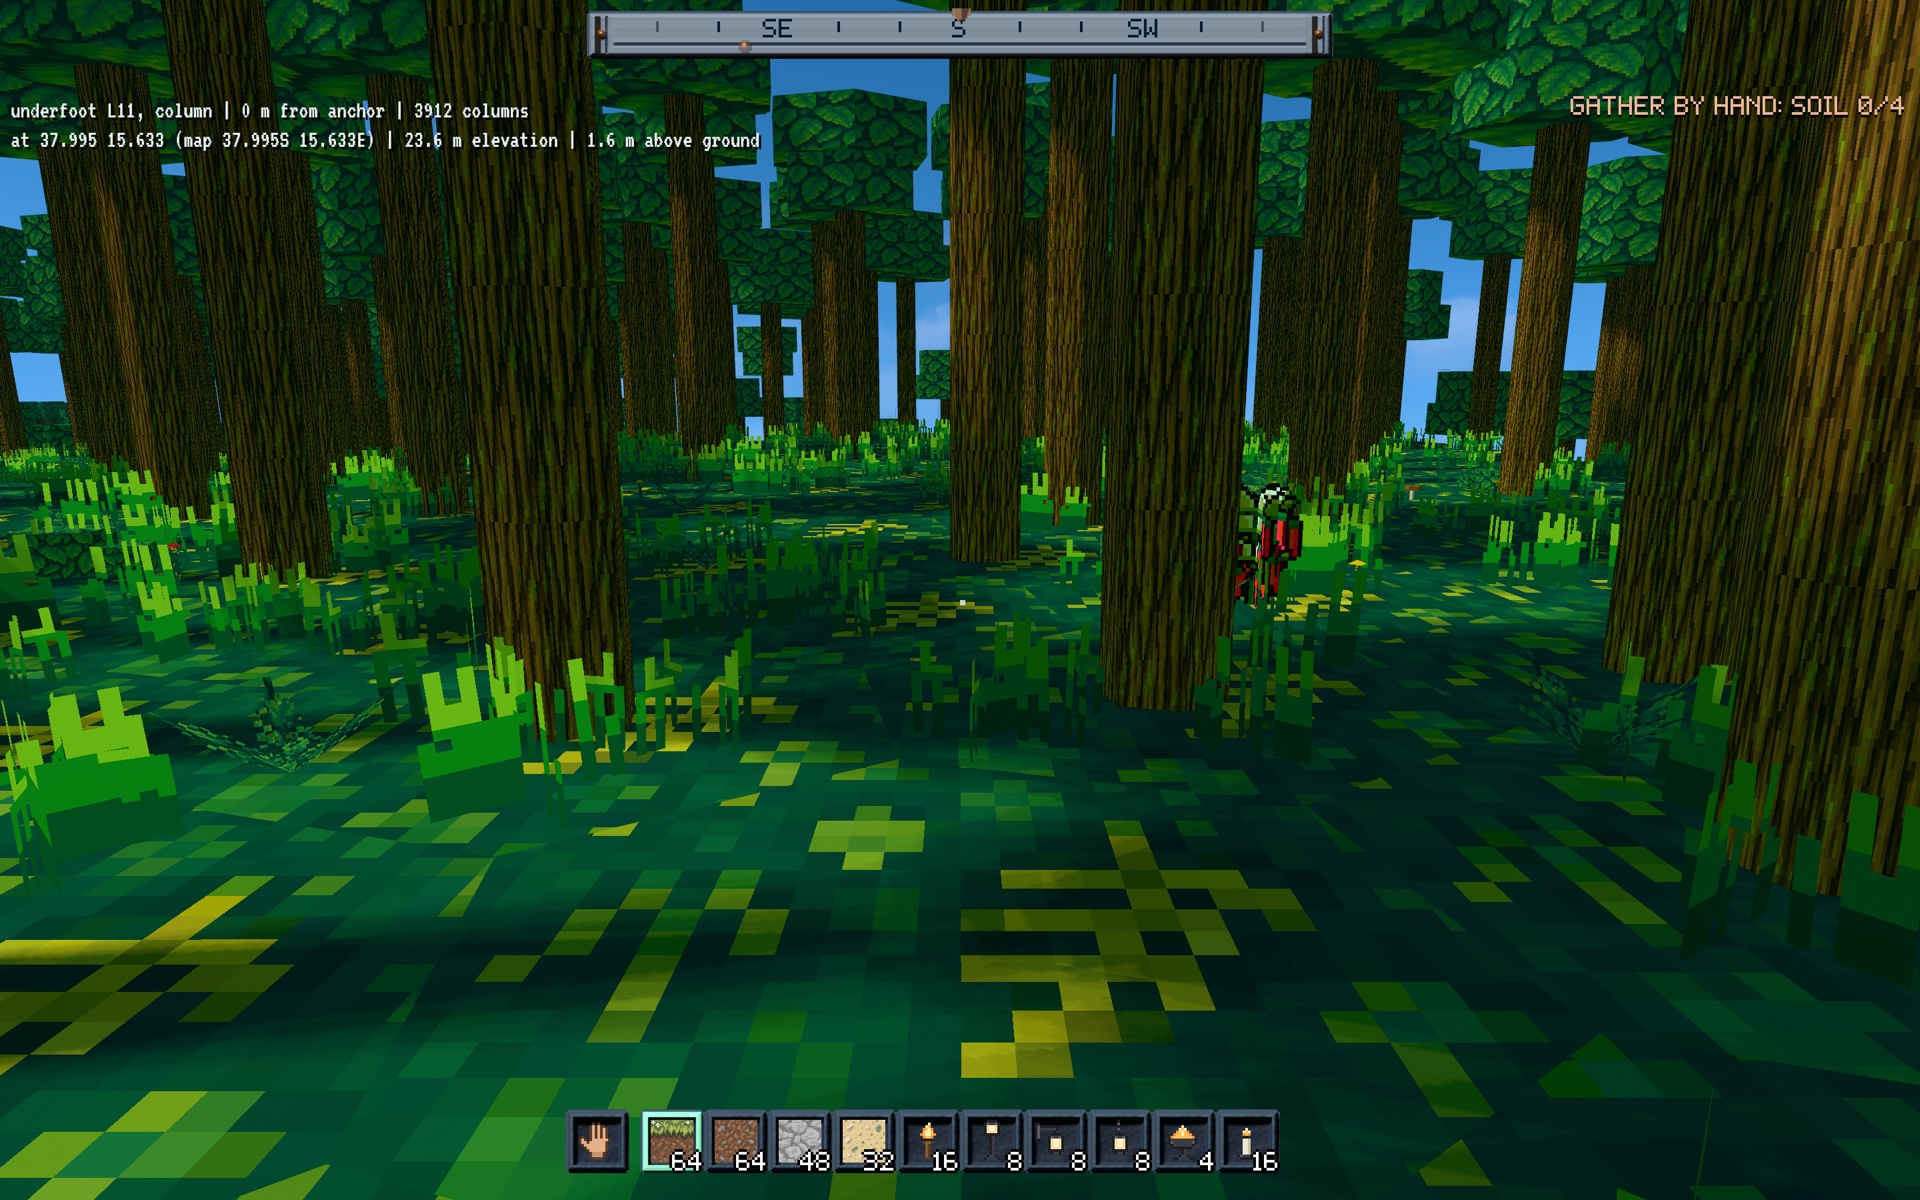 SE S SW
underfoot L11, column | 0 m from anchor | 3912 columns
GATHER BY HAND: SOIL 0/4
at 37.995 15.633 (map 37.995S 15.633E) | 23.6 m elevation | 1.6 m above ground
64 64 48 32 16 8 8 8 4 16